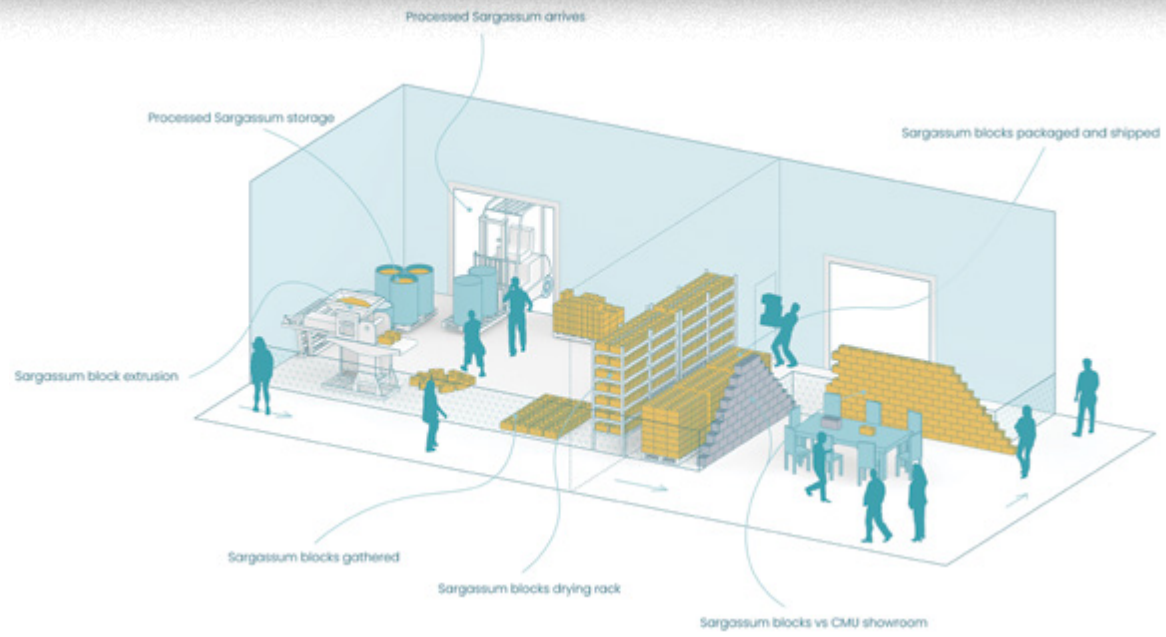 Processed Sargassum arrives
Processed Sargassum storage
Sargassum blocks packaged and shipped
Sargassum block extrusion
Sargassum blocks gathered
Sargassum blocks drying rack
Sargassum blocks vs CMU showroom